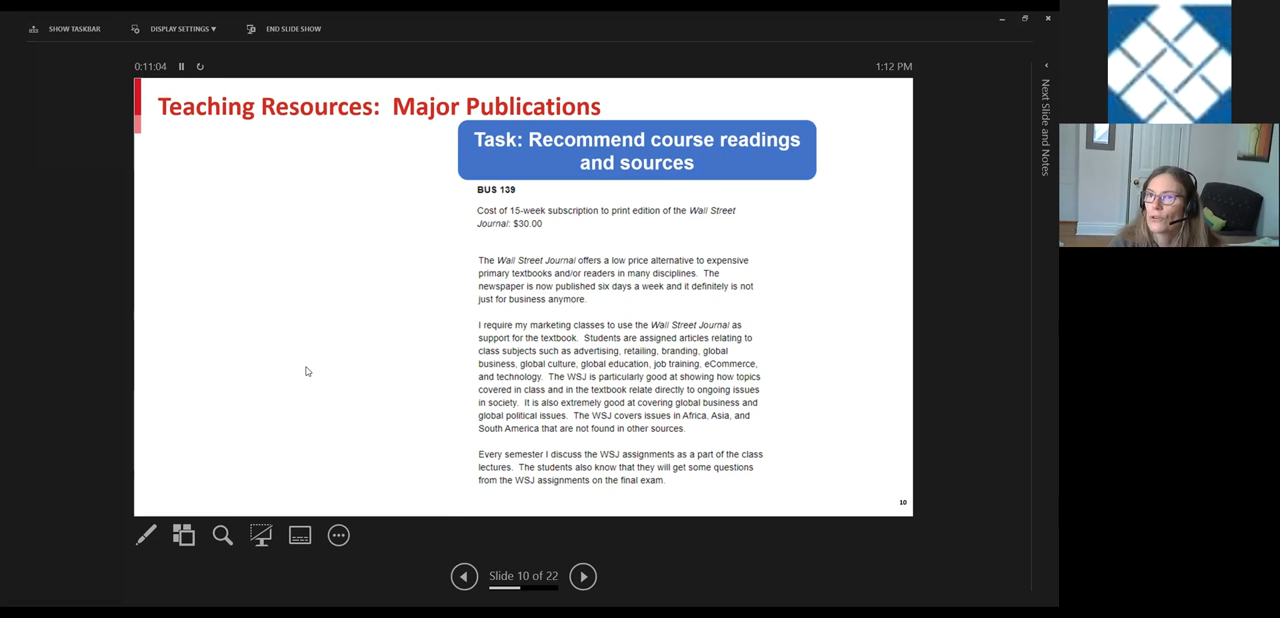 SHOW TASKBAR
DISPLAY SETTINGS ▾
END SLIDE SHOW
0:11:04
1:12 PM
Teaching Resources: Major Publications
Task: Recommend course readings
and sources
BUS 139
Cost of 15-week subscription to print edition of the Wall Street
Journal: $30.00
The Wall Street Journal offers a low price alternative to expensive
primary textbooks and/or readers in many disciplines. The
newspaper is now published six days a week and it definitely is not
just for business anymore.
I require my marketing classes to use the Wall Street Journal as
support for the textbook. Students are assigned articles relating to
class subjects such as advertising, retailing, branding, global
business, global culture, global education, job training, eCommerce,
and technology. The WSJ is particularly good at showing how topics
covered in class and in the textbook relate directly to ongoing issues
in society. It is also extremely good at covering global business and
global political issues. The WSJ covers issues in Africa, Asia, and
South America that are not found in other sources.
Every semester I discuss the WSJ assignments as a part of the class
lectures. The students also know that they will get some questions
from the WSJ assignments on the final exam.
10
Slide 10 of 22
Next Slide and Notes